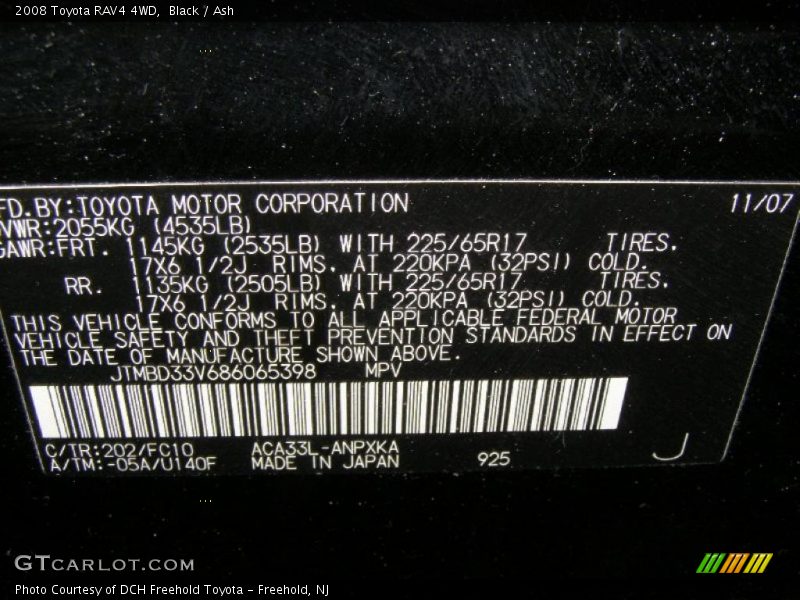 2008 Toyota RAV4 4WD, Black / Ash
FD.BY:TOYOTA MOTOR CORPORATION 11/07
VWR:2055KG (4535LB)
GAWR:FRT. 1145KG (2535LB) WITH 225/65R17 TIRES,
17X6 1/2J RIMS, AT 220KPA (32PSI) COLD.
RR. 1135KG (2505LB) WITH 225/65R17 TIRES,
17X6 1/2J RIMS, AT 220KPA (32PSI) COLD.
THIS VEHICLE CONFORMS TO ALL APPLICABLE FEDERAL MOTOR
VEHICLE SAFETY AND THEFT PREVENTION STANDARDS IN EFFECT ON
THE DATE OF MANUFACTURE SHOWN ABOVE.
JTMBD33V686065398 MPV
C/TR:202/FC10 ACA33L-ANPXKA
A/TM:-05A/U140F MADE IN JAPAN 925 J
GTCARLOT.COM
Photo Courtesy of DCH Freehold Toyota - Freehold, NJ